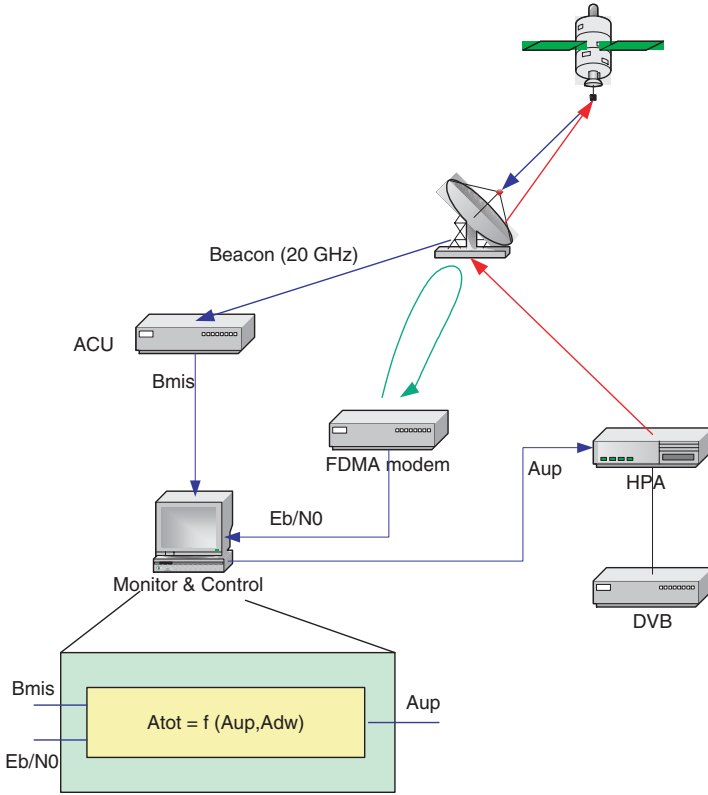 Beacon (20 GHz)
ACU
Bmis
FDMA modem
Aup
HPA
Eb/N0
Monitor & Control
DVB
Bmis
Aup
Atot = f (Aup,Adw)
Eb/N0